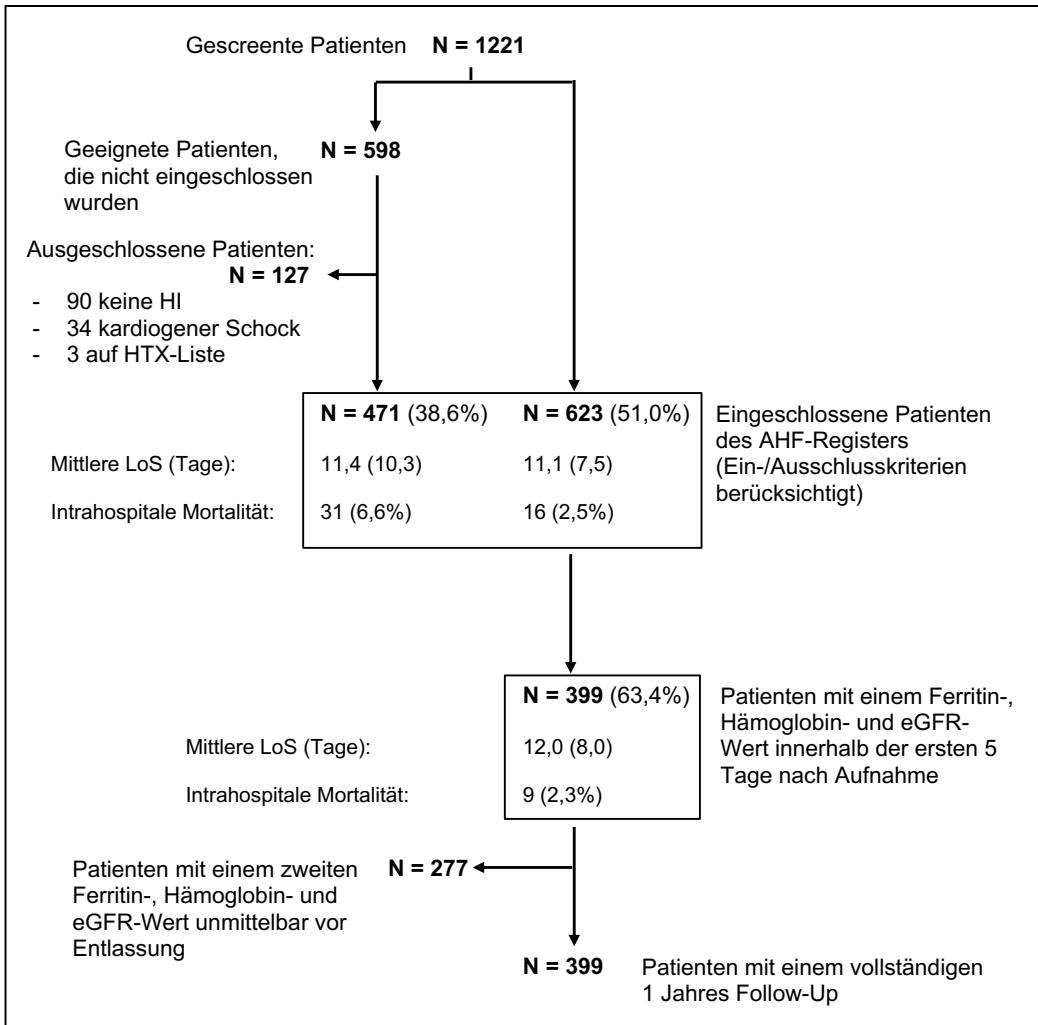 Gescreente Patienten N = 1221
Geeignete Patienten, N = 598
die nicht eingeschlossen
wurden
Ausgeschlossene Patienten:
N = 127
- 90 keine HI
- 34 kardiogener Schock
- 3 auf HTX-Liste
N = 471 (38,6%) N = 623 (51,0%) Eingeschlossene Patienten
des AHF-Registers
Mittlere LoS (Tage): 11,4 (10,3) 11,1 (7,5) (Ein-/Ausschlusskriterien
berücksichtigt)
Intrahospitale Mortalität: 31 (6,6%) 16 (2,5%)
N = 399 (63,4%) Patienten mit einem Ferritin-,
Hämoglobin- und eGFR-
Mittlere LoS (Tage): 12,0 (8,0) Wert innerhalb der ersten 5
Tage nach Aufnahme
Intrahospitale Mortalität: 9 (2,3%)
Patienten mit einem zweiten N = 277
Ferritin-, Hämoglobin- und
eGFR-Wert unmittelbar vor
Entlassung
N = 399 Patienten mit einem vollständigen
1 Jahres Follow-Up